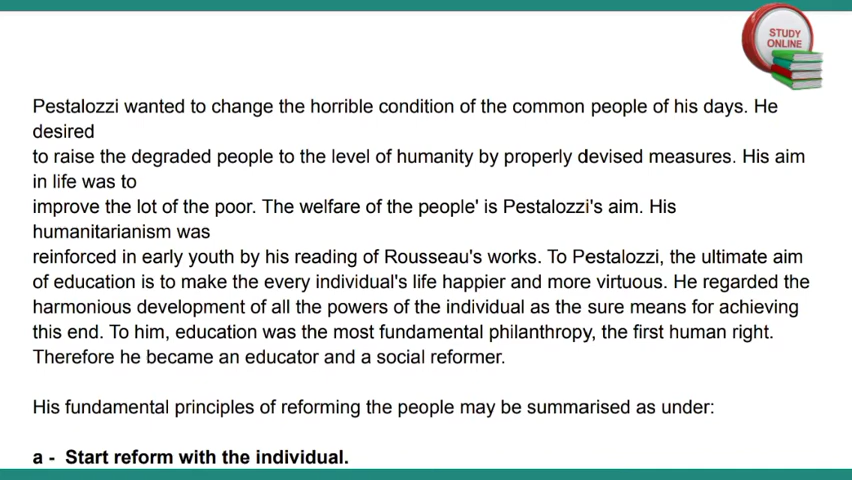 STUDY
ONLINE
Pestalozzi wanted to change the horrible condition of the common people of his days. He
desired
to raise the degraded people to the level of humanity by properly devised measures. His aim
in life was to
improve the lot of the poor. The welfare of the people' is Pestalozzi's aim. His
humanitarianism was
reinforced in early youth by his reading of Rousseau's works. To Pestalozzi, the ultimate aim
of education is to make the every individual's life happier and more virtuous. He regarded the
harmonious development of all the powers of the individual as the sure means for achieving
this end. To him, education was the most fundamental philanthropy, the first human right.
Therefore he became an educator and a social reformer.
His fundamental principles of reforming the people may be summarised as under:
a - Start reform with the individual.